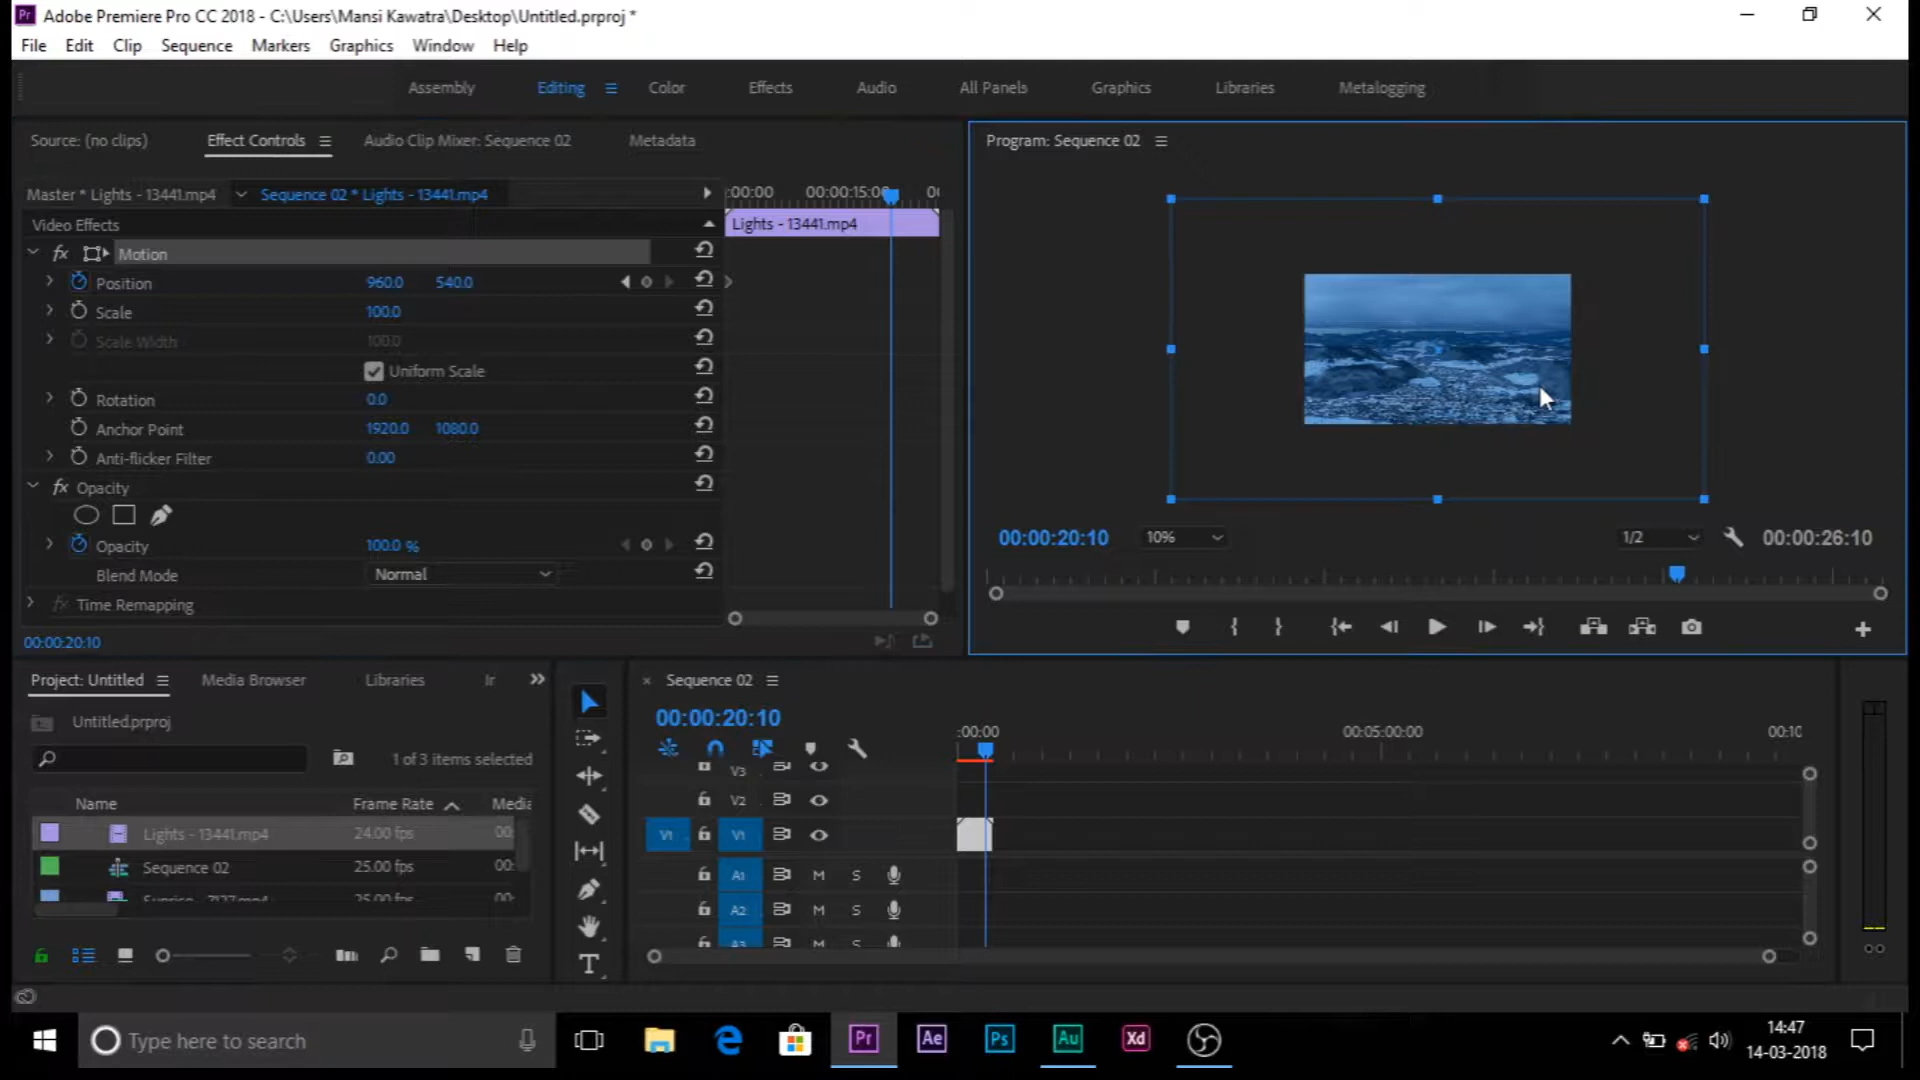 Adobe Premiere Pro CC 2018 - C:\Users\Mansi Kawatra\Desktop\Untitled.prproj *
File Edit Clip Sequence Markers Graphics Window Help
Assembly Editing Color Effects Audio All Panels Graphics Libraries Metalogging
Source: (no clips) Effect Controls Audio Clip Mixer: Sequence 02 Metadata
Master * Lights - 13441.mp4 Sequence 02 * Lights - 13441.mp4
:00:00 00:00:15:00 00
Video Effects
Lights - 13441.mp4
fx Motion
Position 960.0 540.0
Scale 100.0
Scale Width 100.0
Uniform Scale
Rotation 0.0
Anchor Point 1920.0 1080.0
Anti-flicker Filter 0.00
fx Opacity
Opacity 100.0 %
Blend Mode Normal
fx Time Remapping
00:00:20:10
Program: Sequence 02
00:00:20:10 10% 1/2 00:00:26:10
Project: Untitled Media Browser Libraries Ir
Untitled.prproj
1 of 3 items selected
Name Frame Rate Media
Lights - 13441.mp4 24.00 fps 00:
Sequence 02 25.00 fps 00:
Sunrise - 7127.mp4 25.00 fps
Sequence 02
00:00:20:10
:00:00 00:05:00:00 00:10
V3
V2
V1 V1
A1 M S
A2 M S
A3 M S
T
Type here to search
Pr Ae Ps Au Xd
14:47
14-03-2018